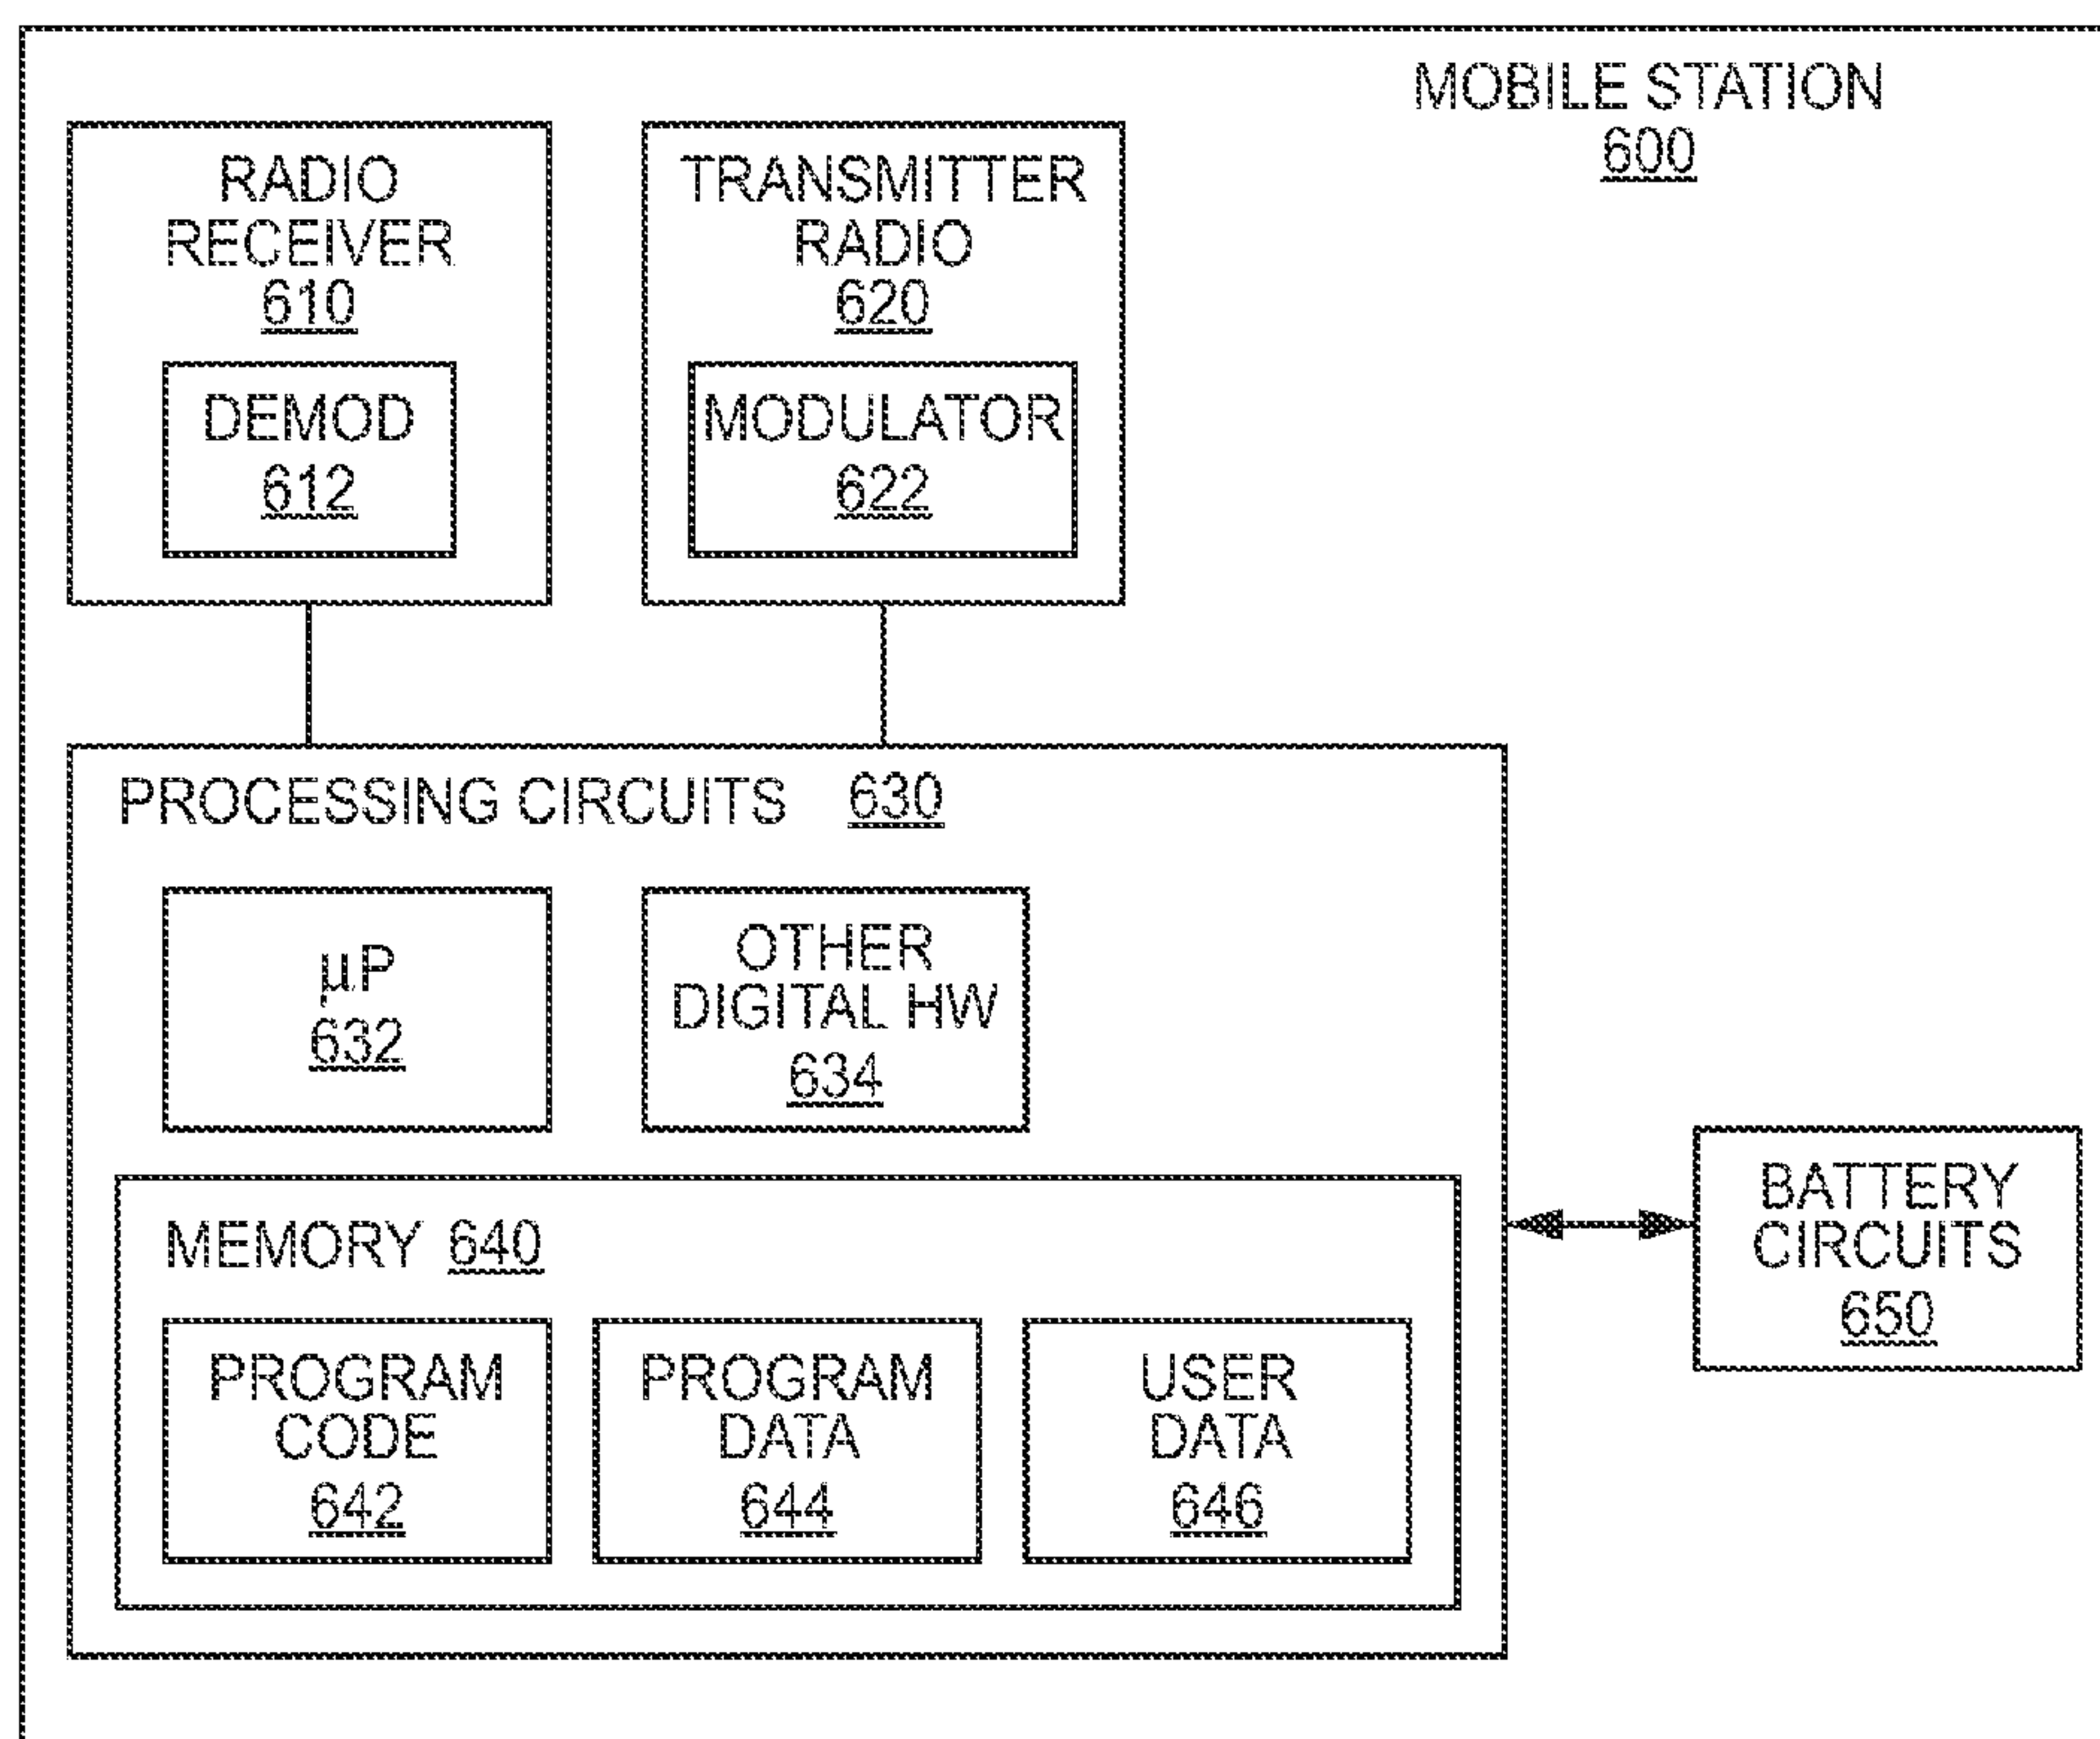 MOBILE STATION
600
RADIO
RECEIVER
610
DEMOD
612
TRANSMITTER
RADIO
620
MODULATOR
622
PROCESSING CIRCUITS 630
µP
632
OTHER
DIGITAL HW
634
MEMORY 640
PROGRAM
CODE
642
PROGRAM
DATA
644
USER
DATA
646
BATTERY
CIRCUITS
650